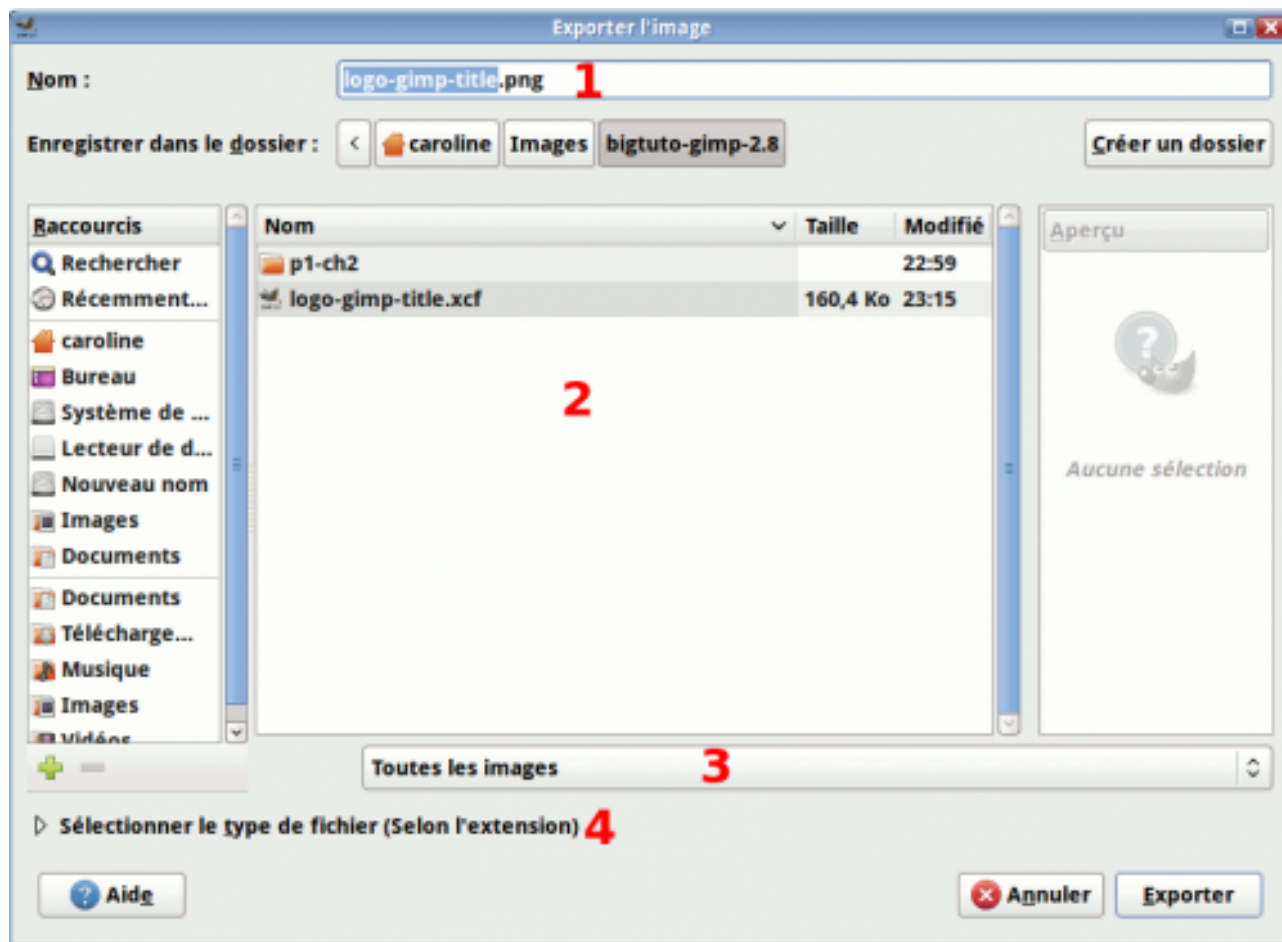 Exporter l'image
Nom :
logo-gimp-title.png
1
Enregistrer dans le dossier :
<
caroline
Images
bigtuto-gimp-2.8
Créer un dossier
Raccourcis
Rechercher
Récemment...
caroline
Bureau
Système de ...
Lecteur de d...
Nouveau nom
Images
Documents
Documents
Télécharge...
Musique
Images
Vidéos
Nom Taille Modifié
p1-ch2 22:59
logo-gimp-title.xcf 160,4 Ko 23:15
2
Aperçu
Aucune sélection
Toutes les images
3
Sélectionner le type de fichier (Selon l'extension)
4
Aide
Annuler
Exporter